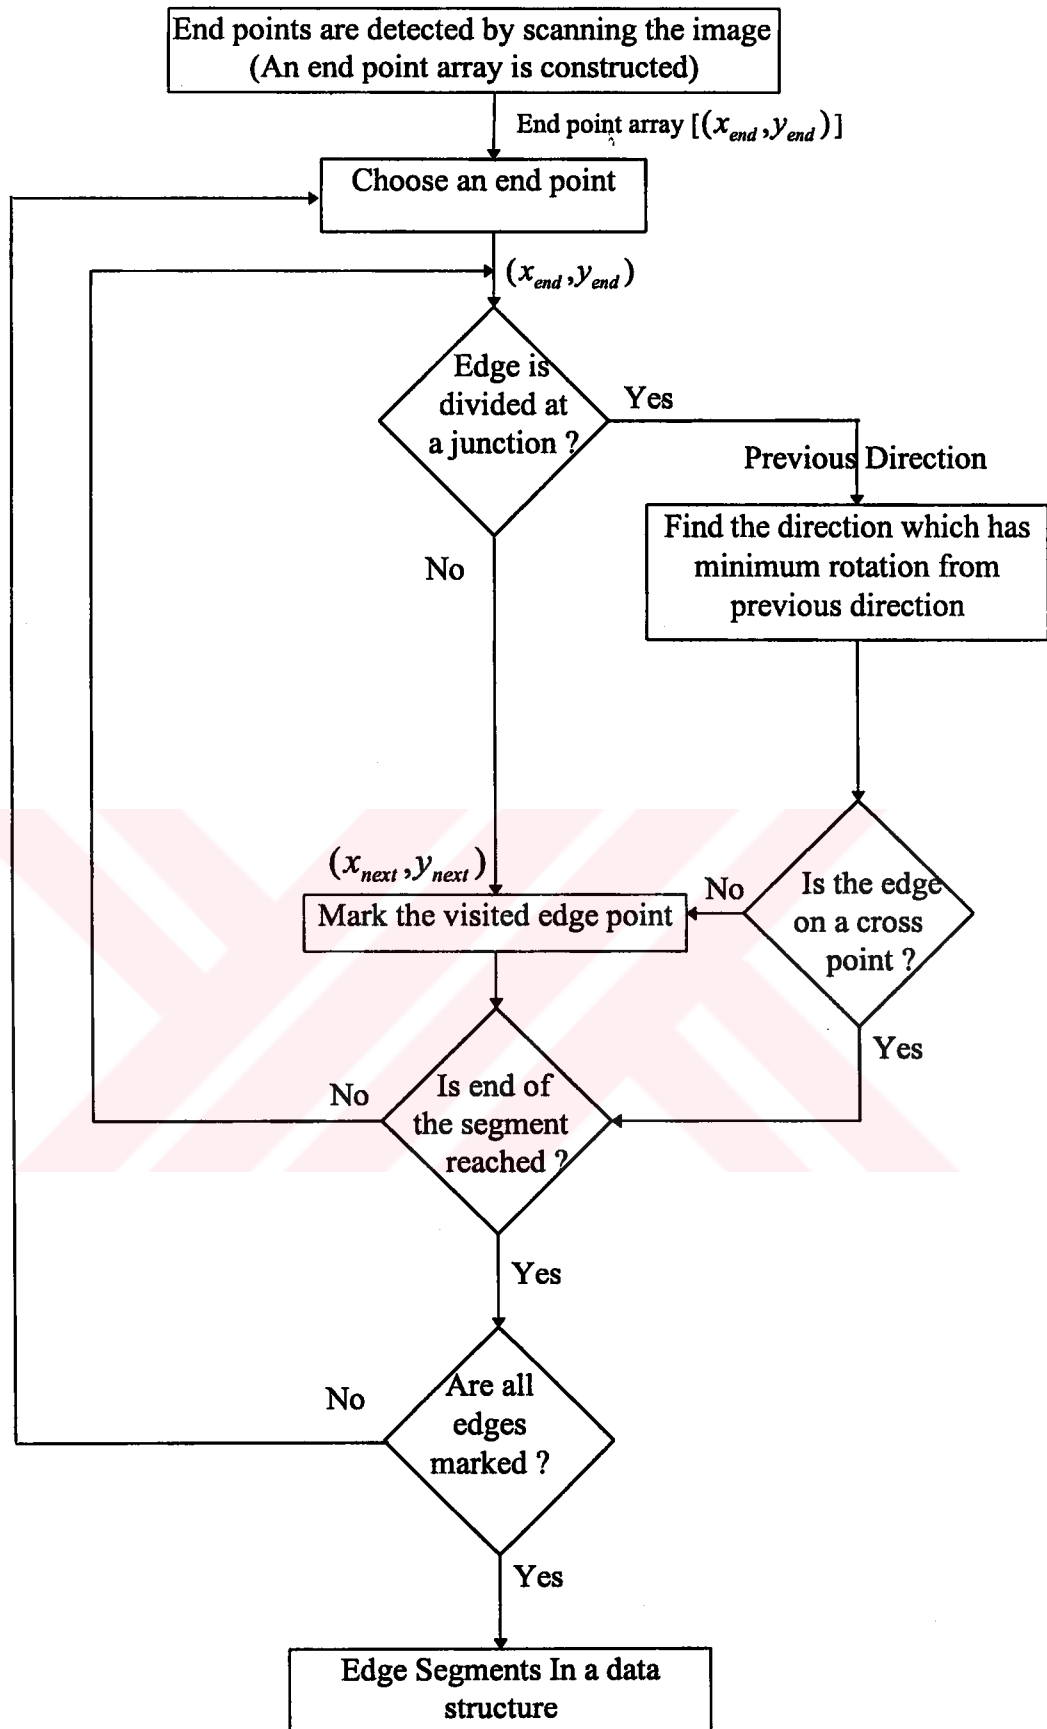 End points are detected by scanning the image
(An end point array is constructed)
End point array [(x_end, y_end)]
Choose an end point
(x_end, y_end)
Edge is
divided at
a junction ?
Yes
Previous Direction
Find the direction which has
minimum rotation from
previous direction
No
(x_next, y_next)
Mark the visited edge point
No
Is the edge
on a cross
point ?
Yes
No
Is end of
the segment
reached ?
Yes
No
Are all
edges
marked ?
Yes
Edge Segments In a data
structure